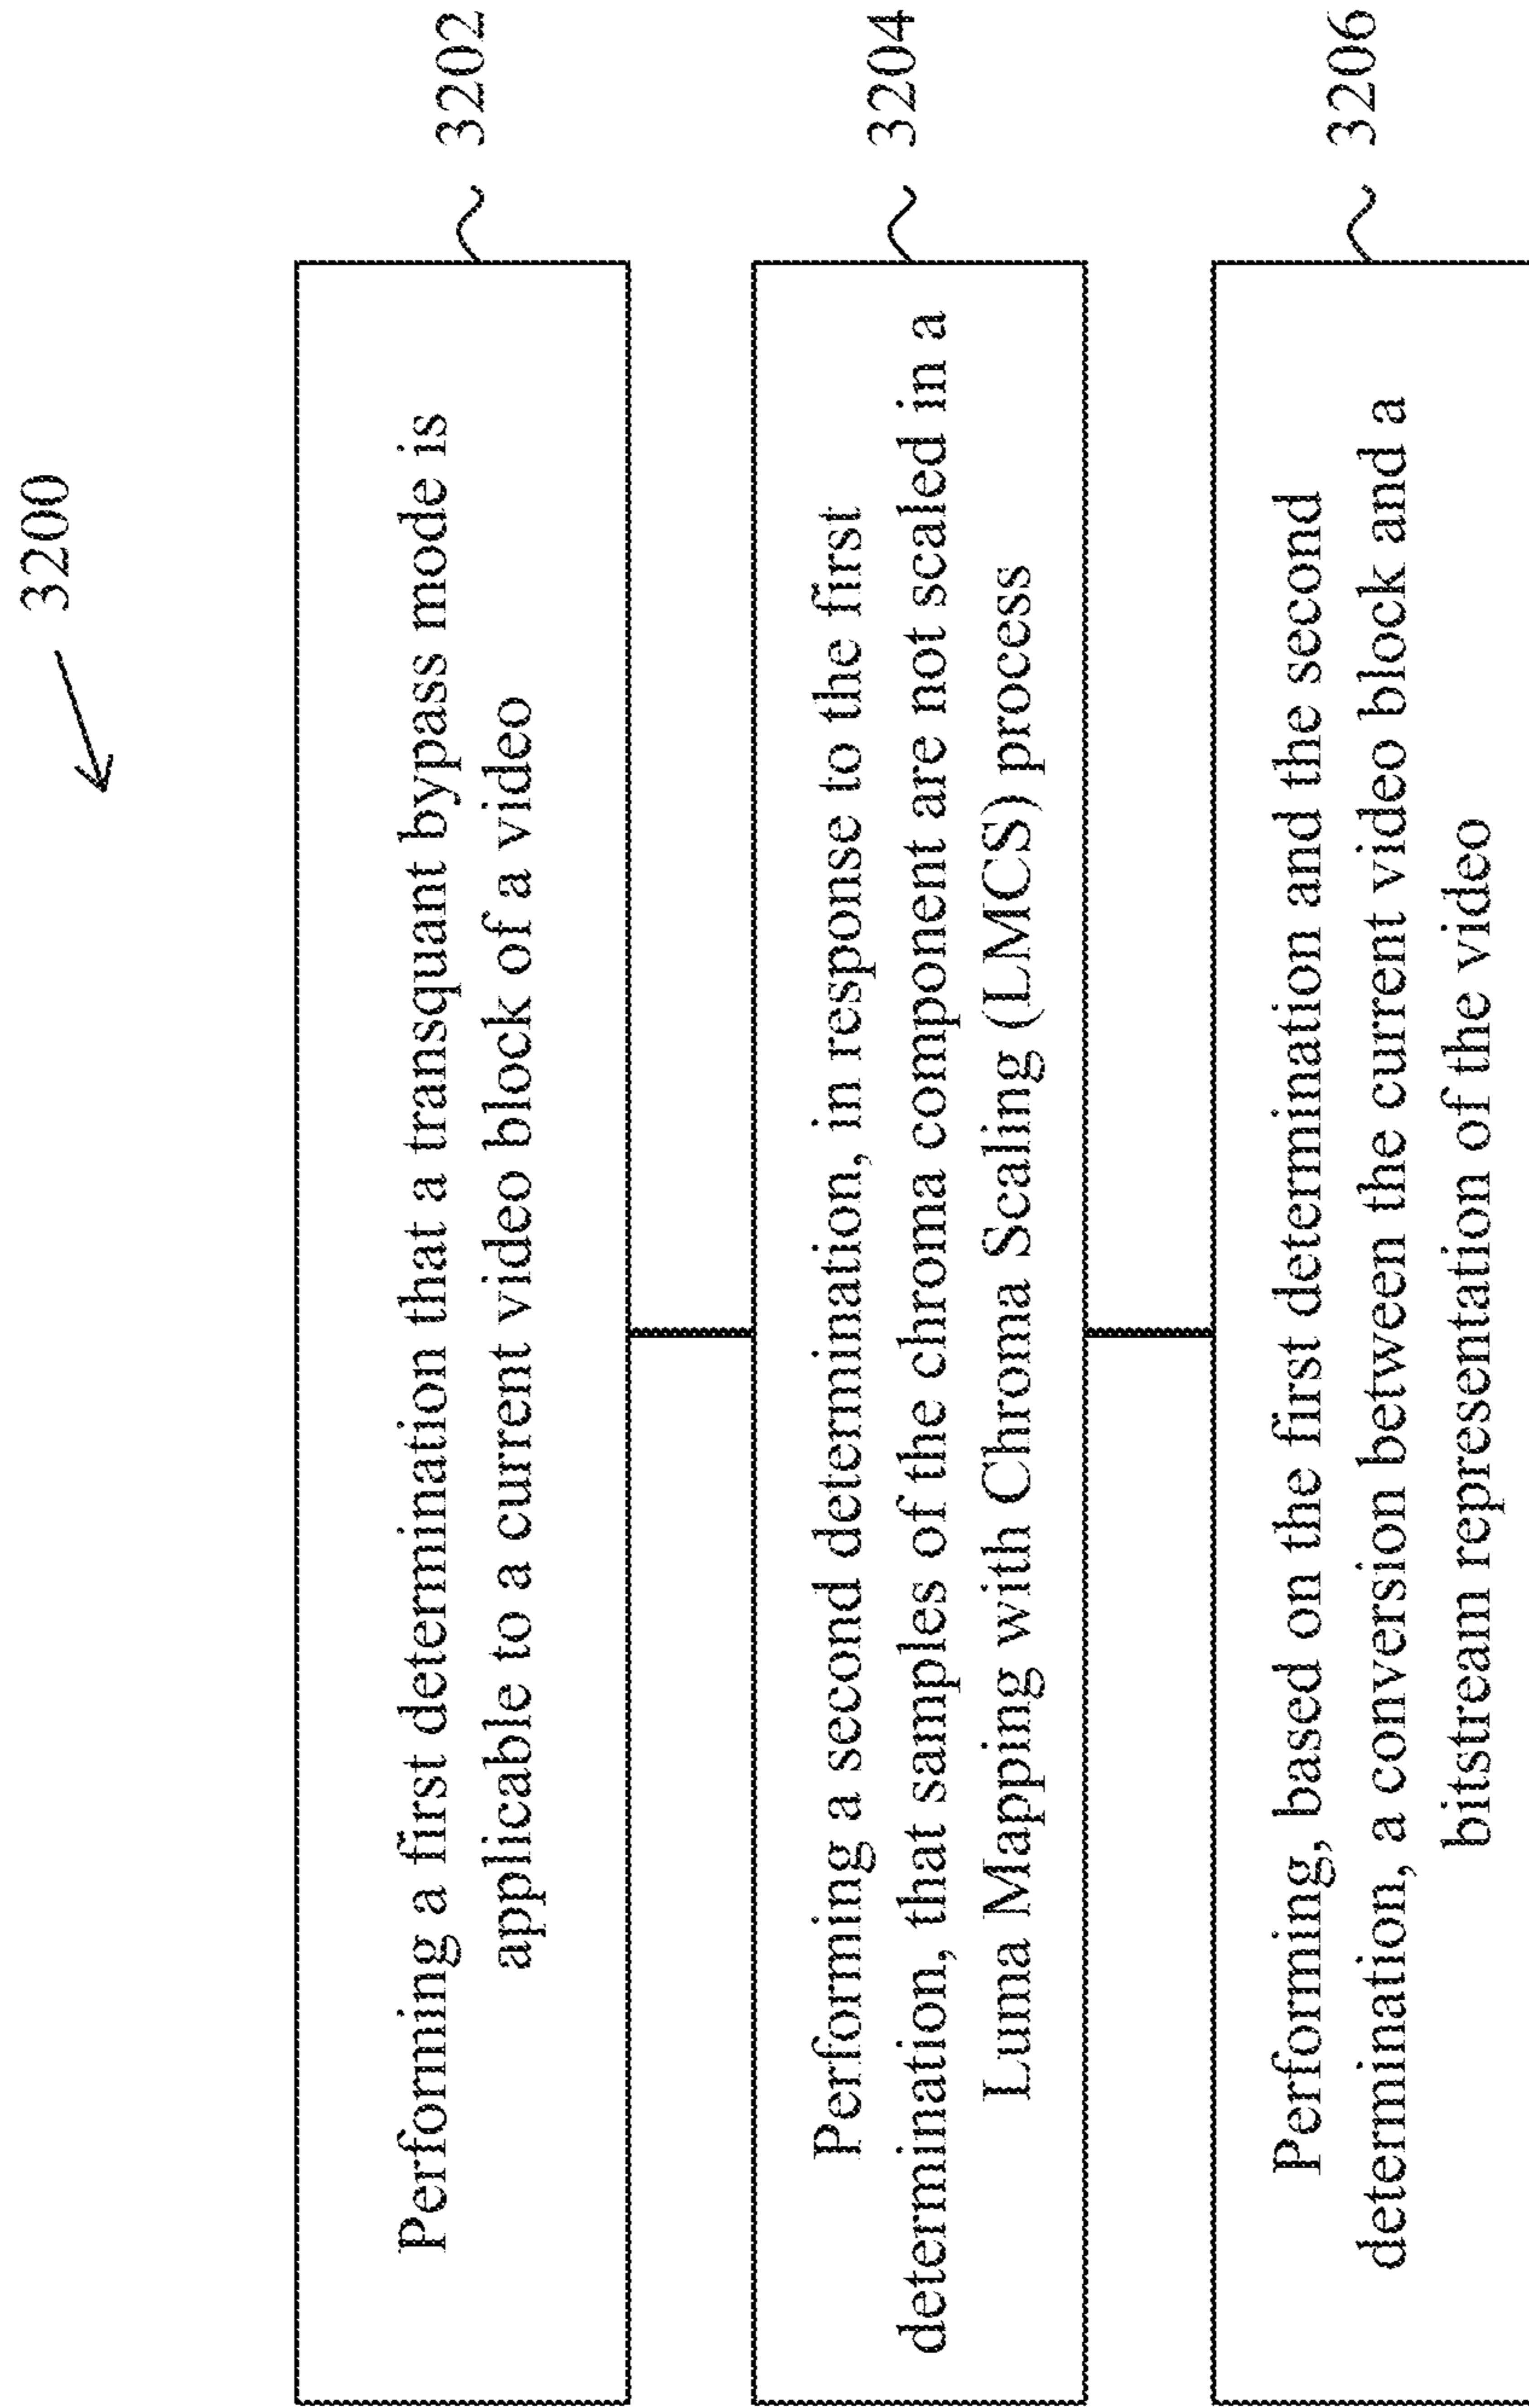 3200
Performing a first determination that a transquant bypass mode is
applicable to a current video block of a video
3202
Performing a second determination, in response to the first
determination, that samples of the chroma component are not scaled in a
Luma Mapping with Chroma Scaling (LMCS) process
3204
Performing, based on the first determination and the second
determination, a conversion between the current video block and a
bitstream representation of the video
3206